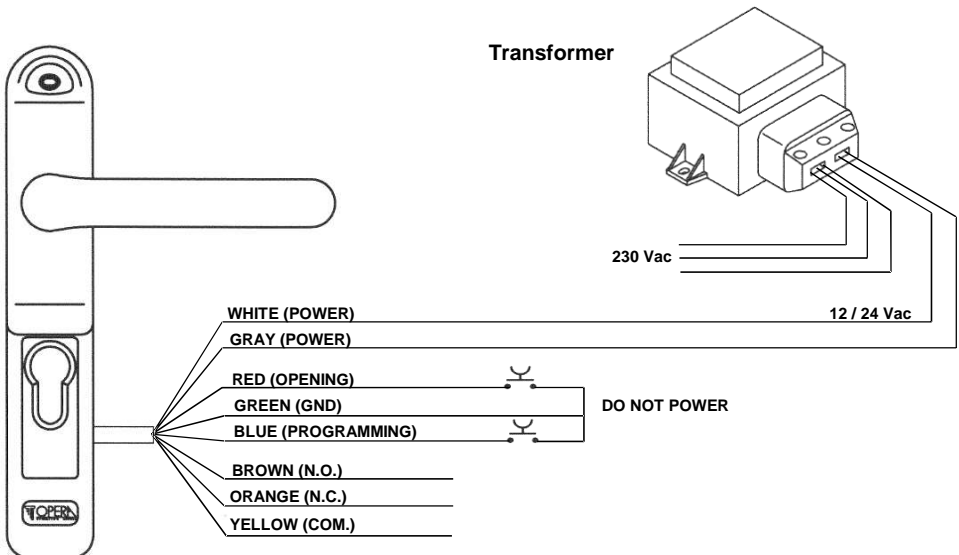 Transformer
230 Vac
WHITE (POWER)
12 / 24 Vac
GRAY (POWER)
RED (OPENING)
GREEN (GND)
DO NOT POWER
BLUE (PROGRAMMING)
BROWN (N.O.)
ORANGE (N.C.)
OPERA
YELLOW (COM.)